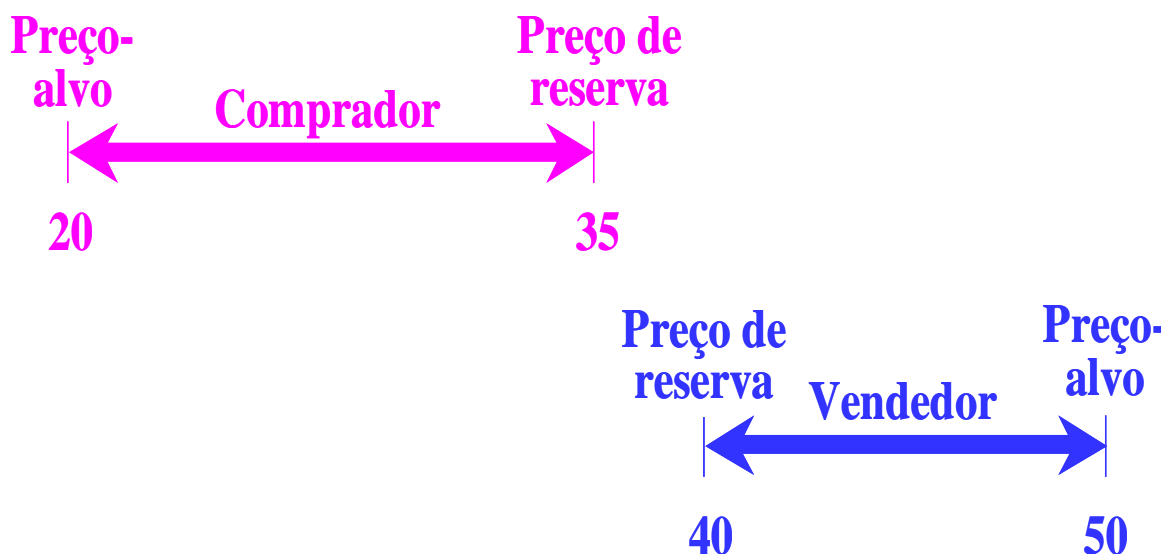 Preço-
alvo
Comprador
Preço de
reserva
20
35
Preço de
reserva
Vendedor
Preço-
alvo
40
50